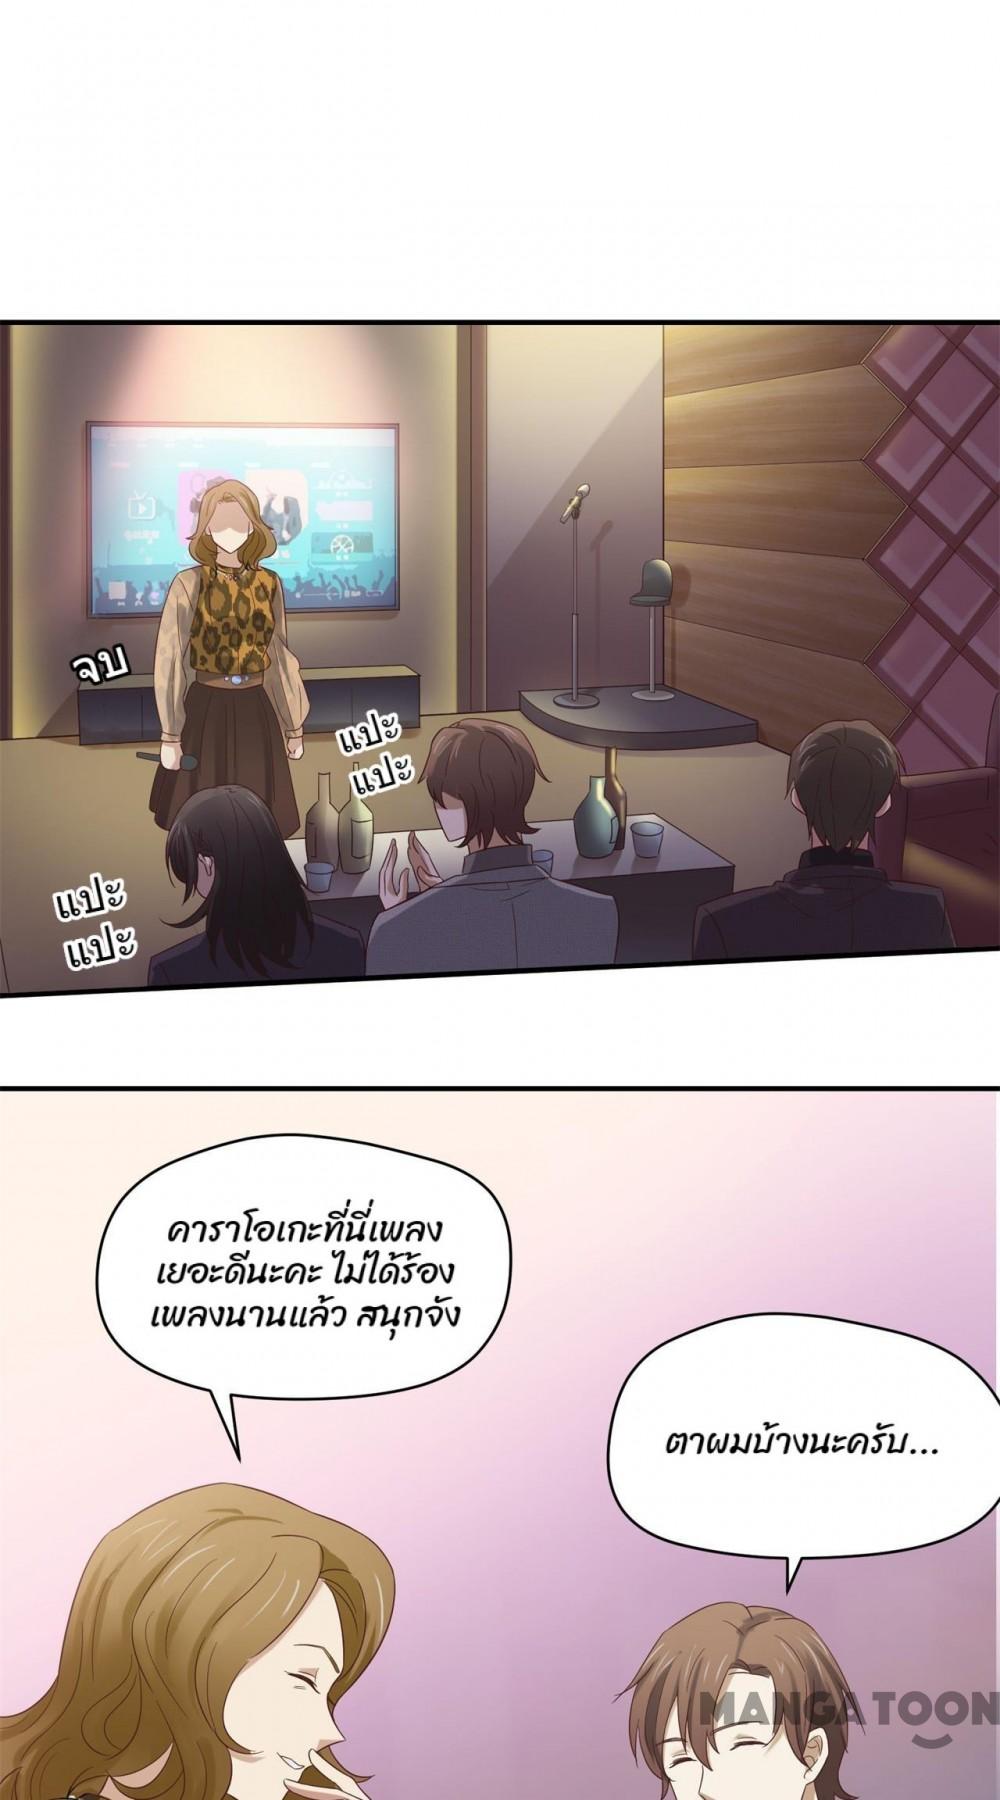 จบ
แปะ
แปะ
แปะ
แปะ
คาราโอเกะที่นี่เพลง
เยอะดีนะคะ ไม่ได้ร้อง
เพลงนานแล้ว สนุกจัง
ตาผมบ้างนะครับ...
MANGATOON